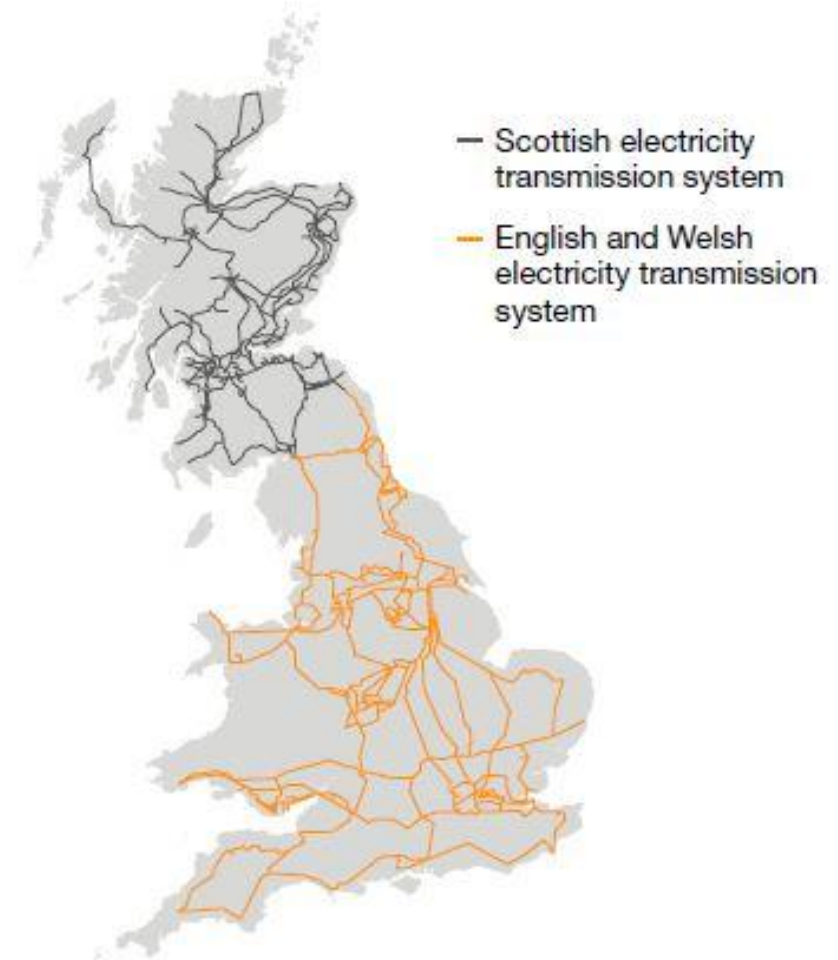 Scottish electricity
transmission system
English and Welsh
electricity transmission
system